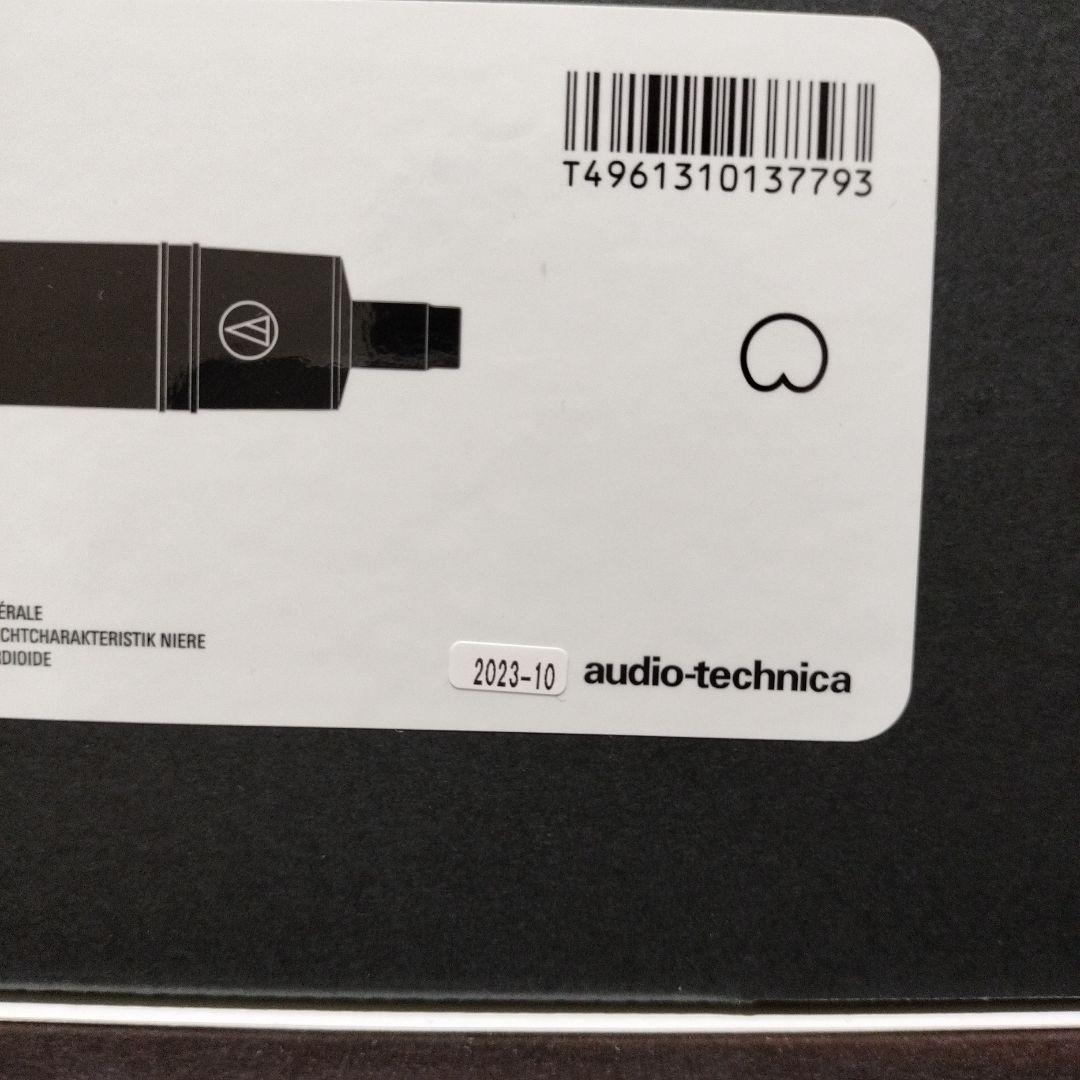 T4961310137793
ÉRALE
CHTCHARAKTERISTIK NIERE
DIOIDE
2023-10
audio-technica